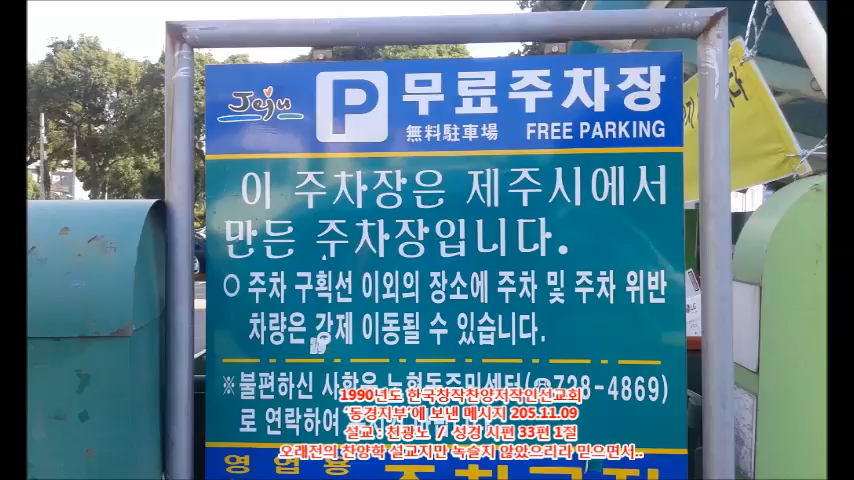 Jeju P 무료주차장
無料駐車場 FREE PARKING
이 주차장은 제주시에서
만든 주차장입니다.
○ 주차 구획선 이외의 장소에 주차 및 주차 위반
차량은 강제 이동될 수 있습니다.
※불편하신 사항은 노형동주민센터(☎728-4869)
로 연락하여
1990년도 한국창작찬양저작인선교회
'동경지부'에 보낸 메시지 205.11.09
설교 : 천광노 / 성경 시편 33편 1절
오래전의 찬양학 설교지만 녹슬지 않았으리라 믿으면서..
영업용